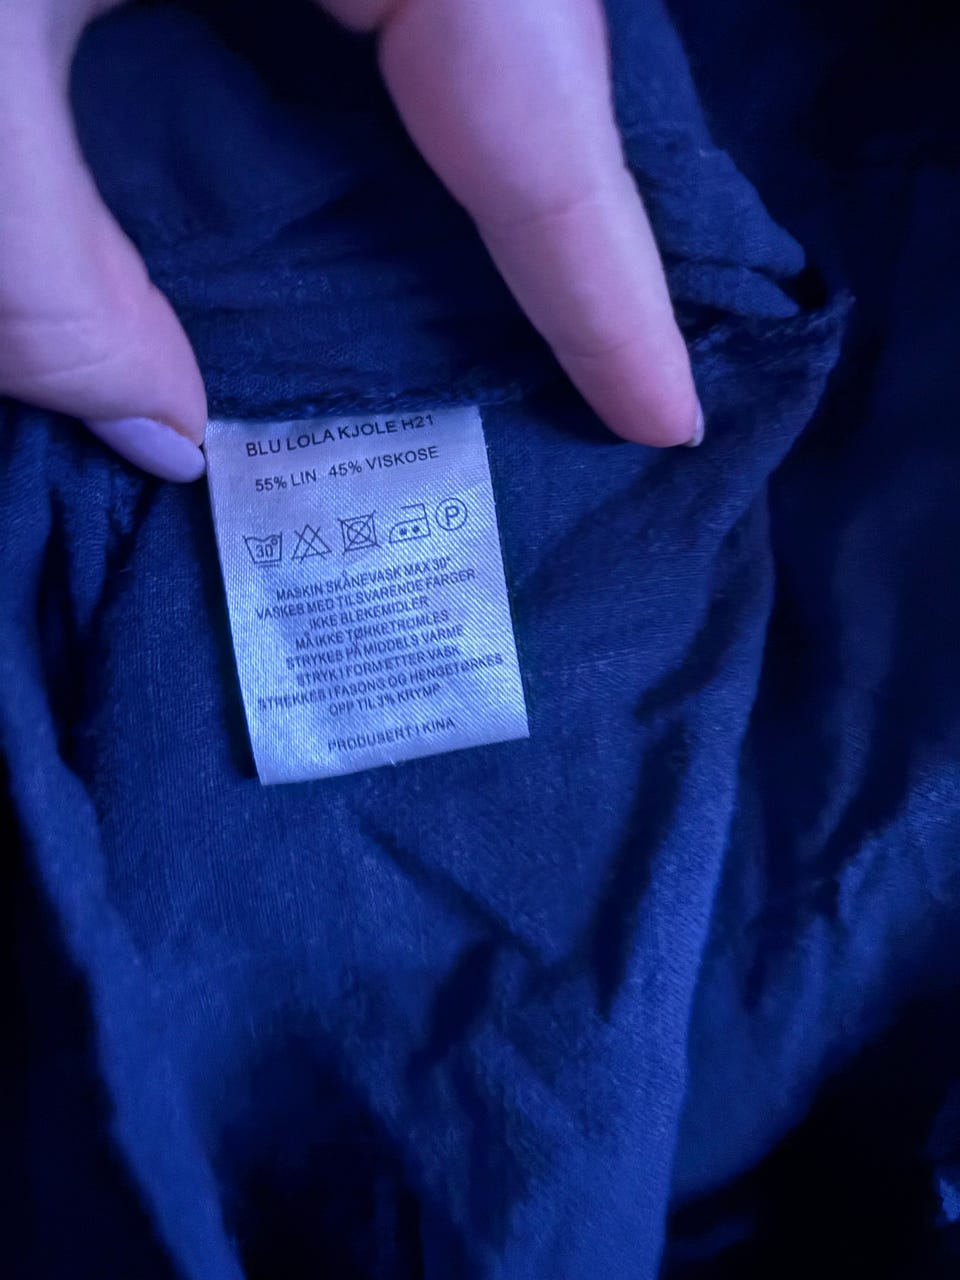 BLU LOLA KJOLE H21
55% LIN 45% VISKOSE
30° P
MASKIN SKÅNEVASK MAX 30°
VASKES MED TILSVARENDE FARGER
IKKE BLEKEMIDLER
MÅ IKKE TØRKETROMLES
STRYKES PÅ MIDDELS VARME
STRYK I FORM ETTER VASK
STREKKES I FASONG OG HENGETØRKES
OPP TIL 3% KRYMP
PRODUSERT I KINA